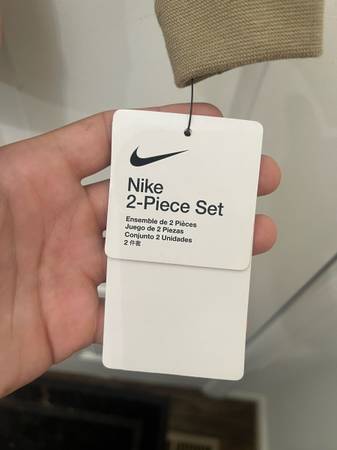 Nike
2-Piece Set
Ensemble de 2 Pièces
Juego de 2 Piezas
Conjunto 2 Unidades
2 件套